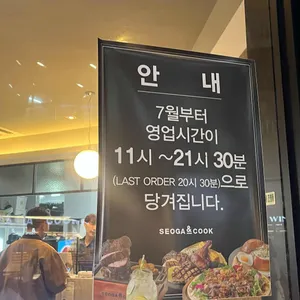 안 내
7월부터
영업시간이
11시 ~21시 30분
(LAST ORDER 20시 30분)으로
당겨집니다.
SEOGA&COOK